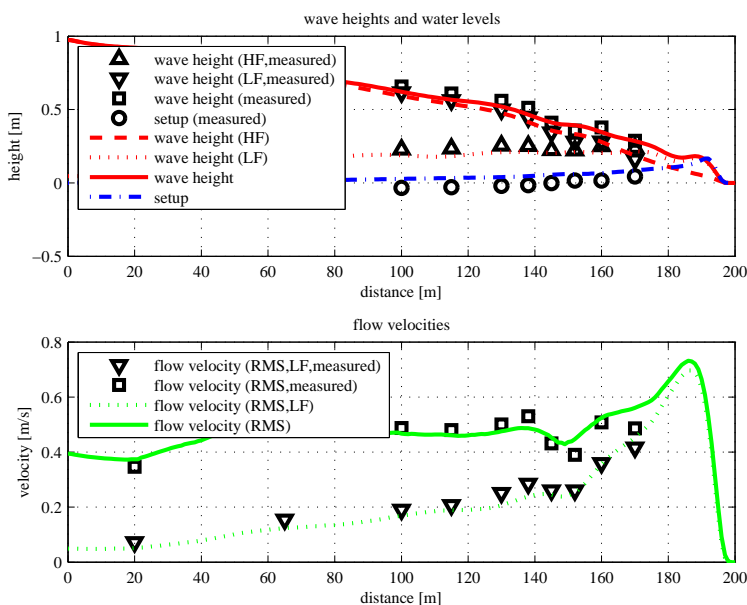 wave heights and water levels
1
0.5
0
−0.5
height [m]
wave height (HF,measured)
wave height (LF,measured)
wave height (measured)
setup (measured)
wave height (HF)
wave height (LF)
wave height
setup
0 20 40 60 80 100 120 140 160 180 200
distance [m]
flow velocities
0.8
0.6
0.4
0.2
0
velocity [m/s]
flow velocity (RMS,LF,measured)
flow velocity (RMS,measured)
flow velocity (RMS,LF)
flow velocity (RMS)
0 20 40 60 80 100 120 140 160 180 200
distance [m]